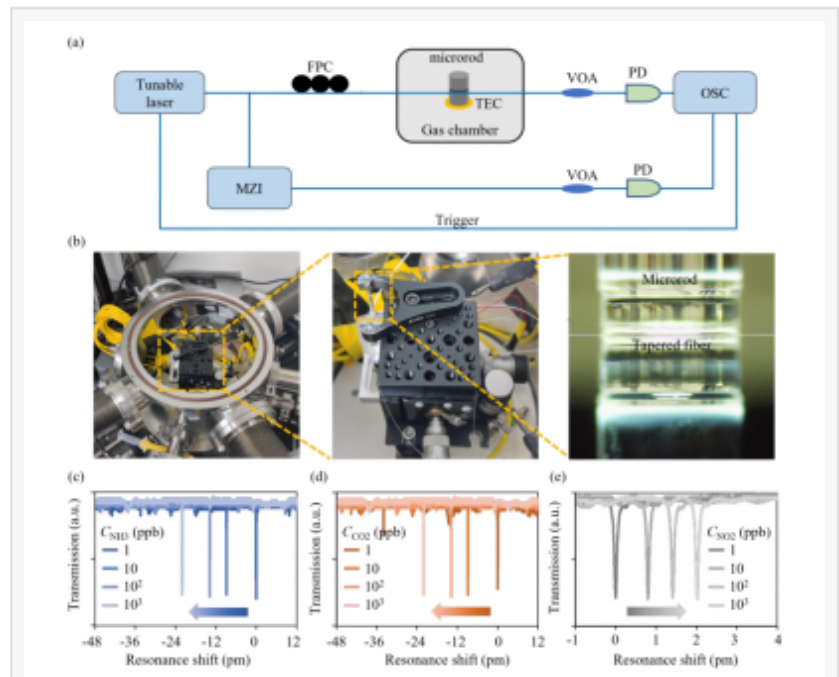 (a)
FPC
Tunable
laser
microrod
TEC
Gas chamber
VOA
PD
OSC
MZI
VOA
PD
Trigger
(b)
Microrod
Tapered fiber
(c)
Transmission (a.u.)
C_NH3 (ppb)
1
10
10²
10³
-48 -36 -24 -12 0 12
Resonance shift (pm)
(d)
Transmission (a.u.)
C_CO2 (ppb)
1
10
10²
10³
-48 -36 -24 -12 0 12
Resonance shift (pm)
(e)
Transmission (a.u.)
C_NO2 (ppb)
1
10
10²
10³
-1 0 1 2 3 4
Resonance shift (pm)